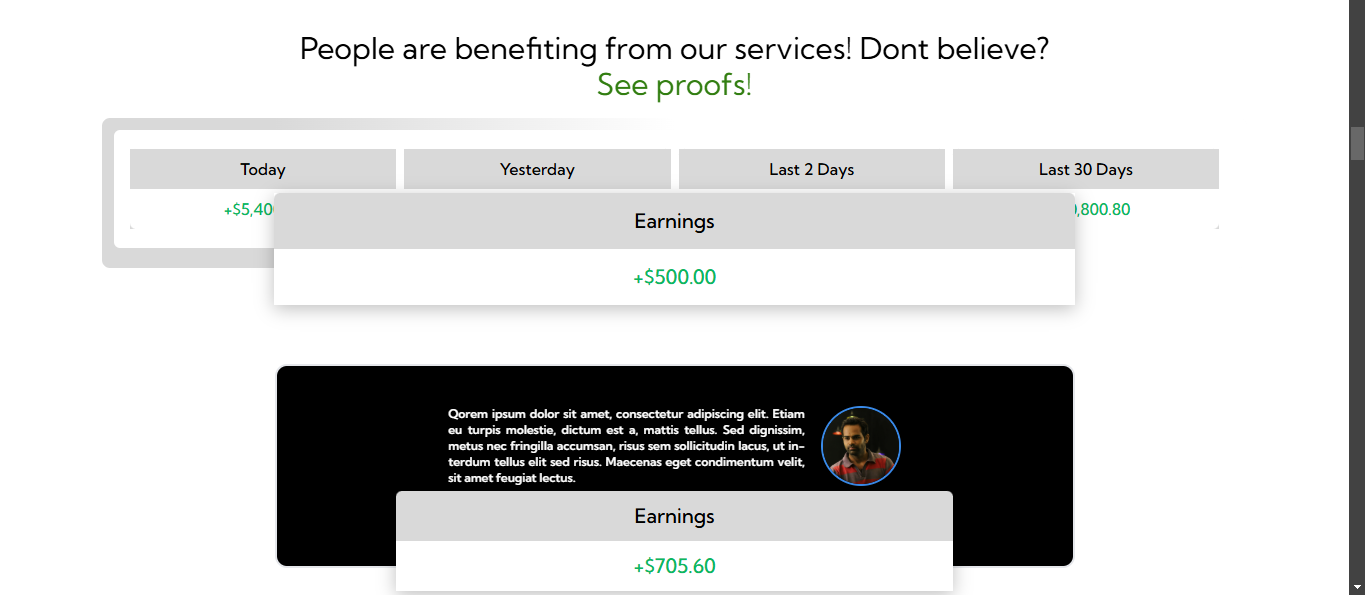 People are benefiting from our services! Dont believe?
See proofs!
Today Yesterday Last 2 Days Last 30 Days
+$5,40 ,800.80
Earnings
+$500.00
Qorem ipsum dolor sit amet, consectetur adipiscing elit. Etiam
eu turpis molestie, dictum est a, mattis tellus. Sed dignissim,
metus nec fringilla accumsan, risus sem sollicitudin lacus, ut in-
terdum tellus elit sed risus. Maecenas eget condimentum velit,
sit amet feugiat lectus.
Earnings
+$705.60